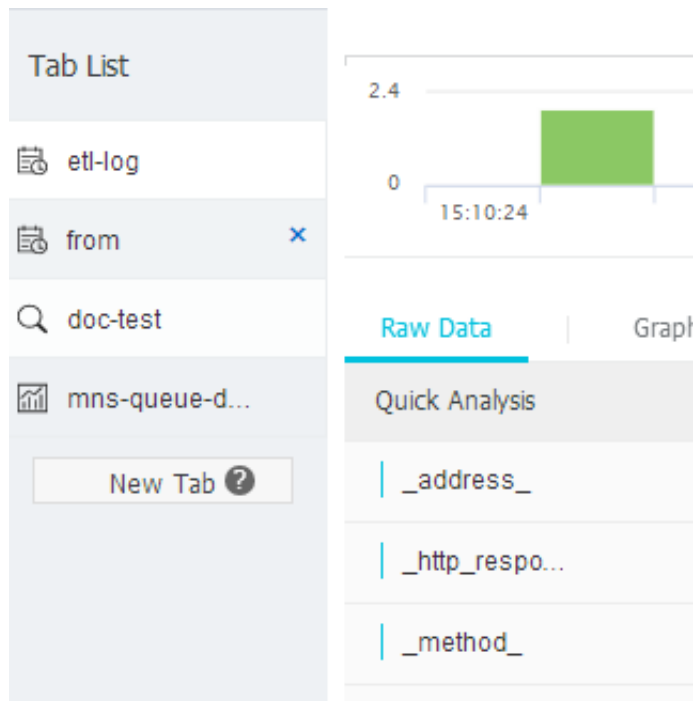 Tab List
etl-log
from
doc-test
mns-queue-d...
New Tab ?
2.4
0
15:10:24
Raw Data
Graph
Quick Analysis
_address_
_http_respo...
_method_